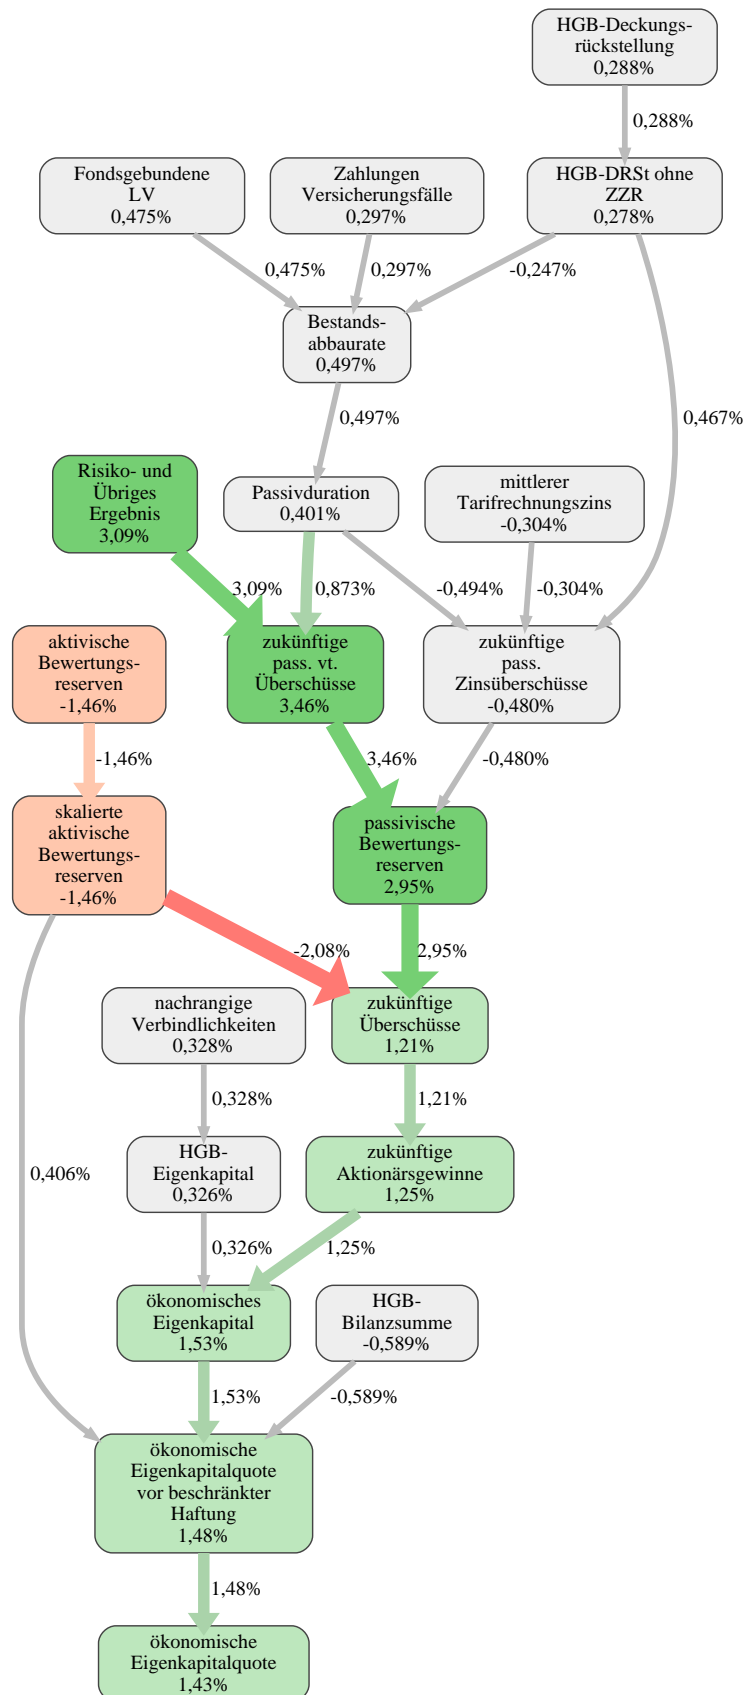 HGB-Deckungs-
rückstellung
0,288%
0,288%
Fondsgebundene
LV
0,475%
Zahlungen
Versicherungsfälle
0,297%
HGB-DRSt ohne
ZZR
0,278%
0,475%
0,297%
-0,247%
Bestands-
abbaurate
0,497%
0,497%
0,467%
Risiko- und
Übriges
Ergebnis
3,09%
Passivduration
0,401%
mittlerer
Tarifrechnungszins
-0,304%
3,09%
0,873%
-0,494%
-0,304%
aktivische
Bewertungs-
reserven
-1,46%
zukünftige
pass. vt.
Überschüsse
3,46%
zukünftige
pass.
Zinsüberschüsse
-0,480%
-1,46%
3,46%
-0,480%
skalierte
aktivische
Bewertungs-
reserven
-1,46%
passivische
Bewertungs-
reserven
2,95%
-2,08%
2,95%
nachrangige
Verbindlichkeiten
0,328%
zukünftige
Überschüsse
1,21%
0,328%
1,21%
0,406%
HGB-
Eigenkapital
0,326%
zukünftige
Aktionärsgewinne
1,25%
0,326%
1,25%
ökonomisches
Eigenkapital
1,53%
HGB-
Bilanzsumme
-0,589%
1,53%
-0,589%
ökonomische
Eigenkapitalquote
vor beschränkter
Haftung
1,48%
1,48%
ökonomische
Eigenkapitalquote
1,43%